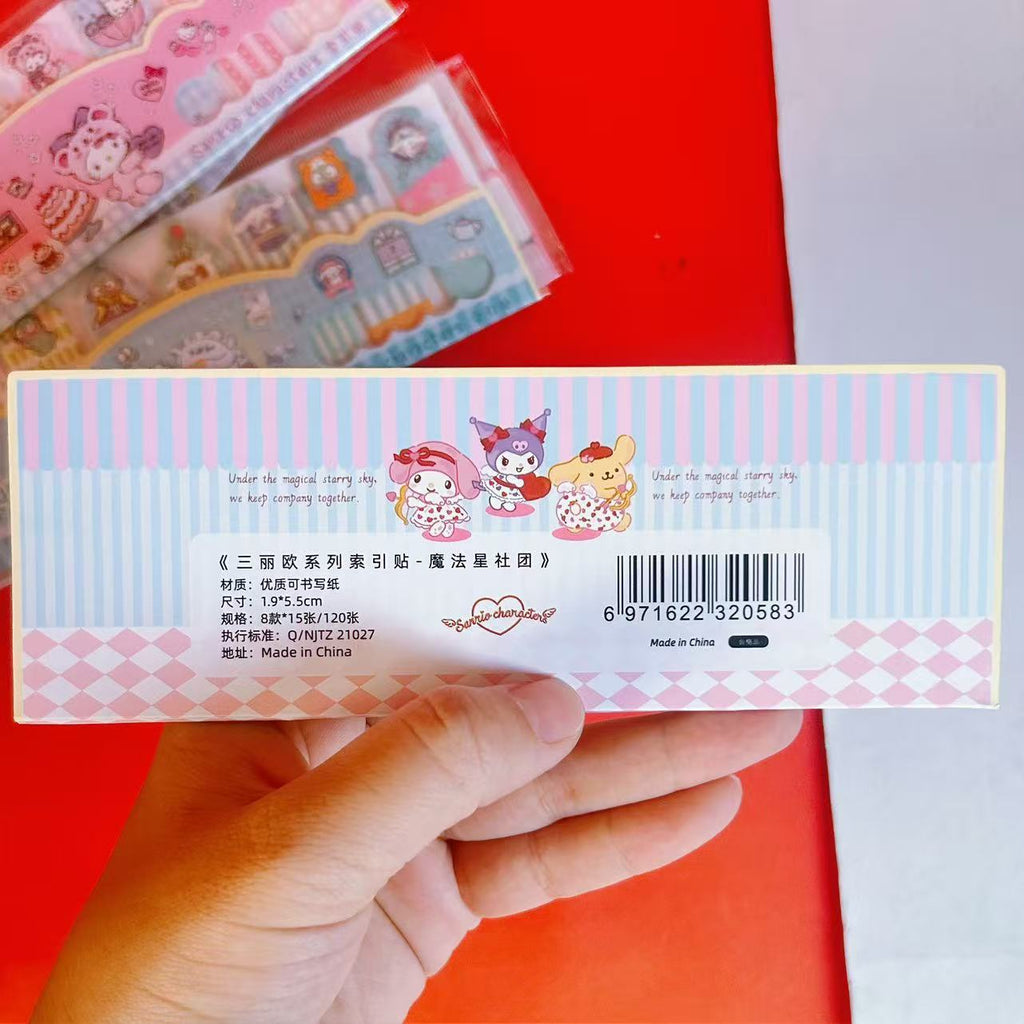 Under the magical starry sky,
we keep company together.
Under the magical starry sky,
we keep company together.
《三丽欧系列索引贴-魔法星社团》
材质：优质可书写纸
尺寸：1.9*5.5cm
规格：8款*15张/120张
执行标准：Q/NJTZ 21027
地址：Made in China
Sanrio characters
6 971622 320583
Made in China